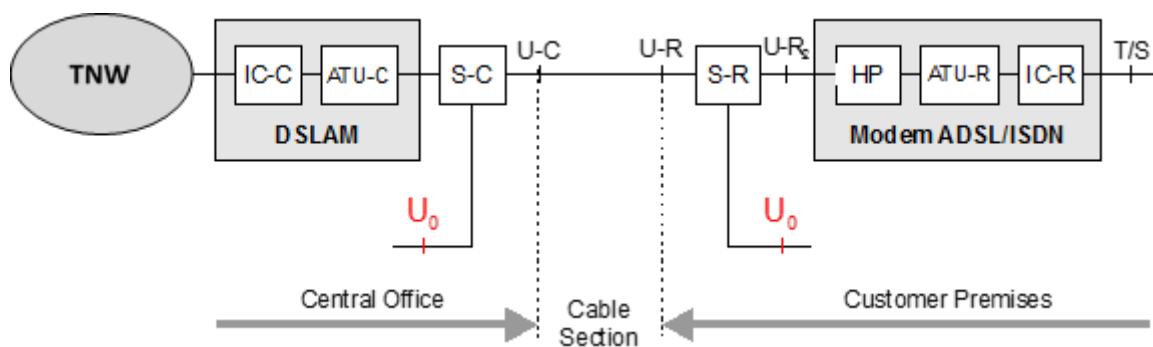 U-C
U-R
U-R₂
T/S
TNW
IC-C
ATU-C
S-C
S-R
HP
ATU-R
IC-R
DSLAM
Modem ADSL/ISDN
U₀
U₀
Central Office
Cable
Section
Customer Premises